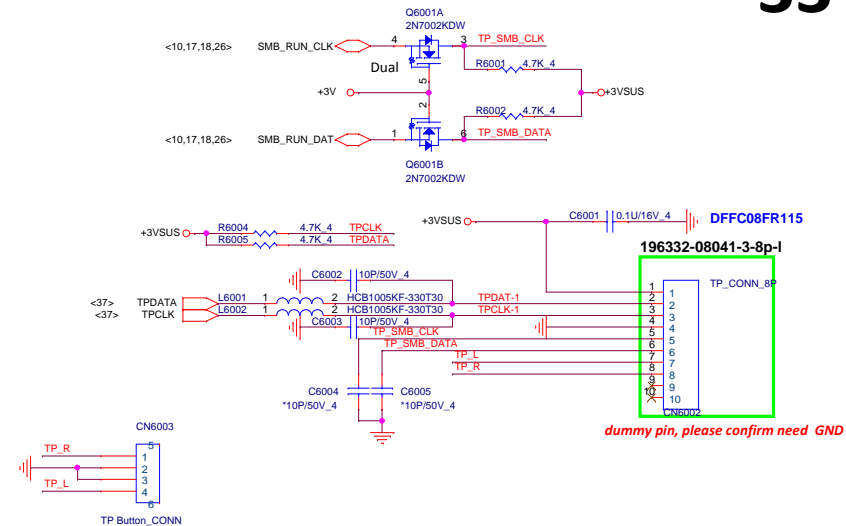 Q6001A
2N7002KDW
<10,17,18,26> SMB_RUN_CLK 4 3 TP_SMB_CLK
Dual
R6001 4.7K_4
5
+3V +3VSUS
2
R6002 4.7K_4
<10,17,18,26> SMB_RUN_DAT 1 6 TP_SMB_DATA
Q6001B
2N7002KDW
+3VSUS C6001 0.1U/16V_4 DFFC08FR115
+3VSUS R6004 4.7K_4 TPCLK
R6005 4.7K_4 TPDATA
196332-08041-3-8p-l
C6002 10P/50V_4
TP_CONN_8P
<37> TPDATA L6001 1 2 HCB1005KF-330T30 TPDAT-1
<37> TPCLK L6002 1 2 HCB1005KF-330T30 TPCLK-1
C6003 10P/50V_4
TP_SMB_CLK
TP_SMB_DATA
TP_L
TP_R
1 1
2 2
3 3
4 4
5 5
6 6
7 7
8 8
9 9
10 10
C6004 C6005
*10P/50V_4 *10P/50V_4
CN6002
dummy pin, please confirm need GND
CN6003
5
TP_R 1
2
3
TP_L 4
6
TP Button_CONN